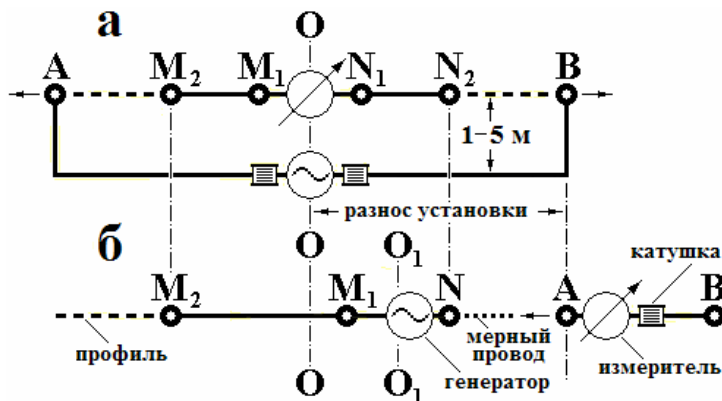 а
O
A M₂ M₁ N₁ N₂ B
1–5 м
разнос установки
б
O O₁
катушка
M₂ M₁ N A B
профиль
мерный
провод
генератор
измеритель
O O₁